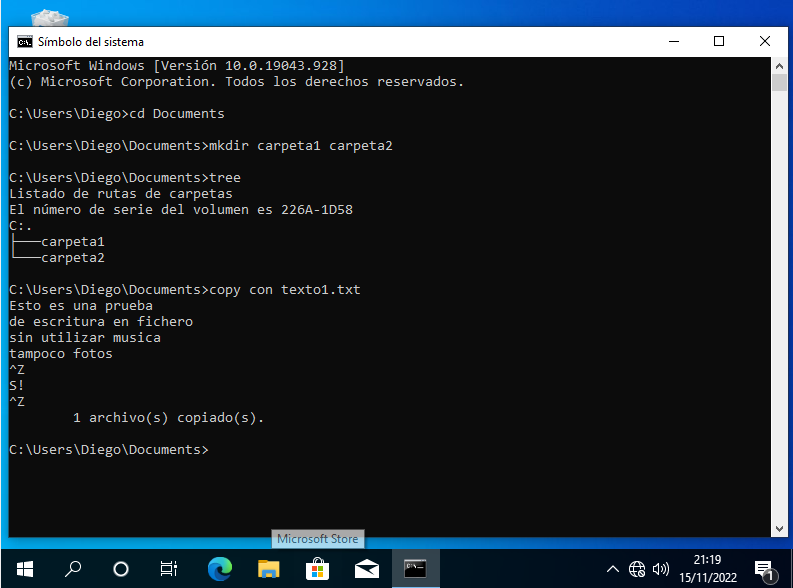 Símbolo del sistema
Microsoft Windows [Versión 10.0.19043.928]
(c) Microsoft Corporation. Todos los derechos reservados.
C:\Users\Diego>cd Documents
C:\Users\Diego\Documents>mkdir carpeta1 carpeta2
C:\Users\Diego\Documents>tree
Listado de rutas de carpetas
El número de serie del volumen es 226A-1D58
C:.
├───carpeta1
└───carpeta2
C:\Users\Diego\Documents>copy con texto1.txt
Esto es una prueba
de escritura en fichero
sin utilizar musica
tampoco fotos
^Z
S!
^Z
        1 archivo(s) copiado(s).
C:\Users\Diego\Documents>
Microsoft Store
21:19
15/11/2022
1